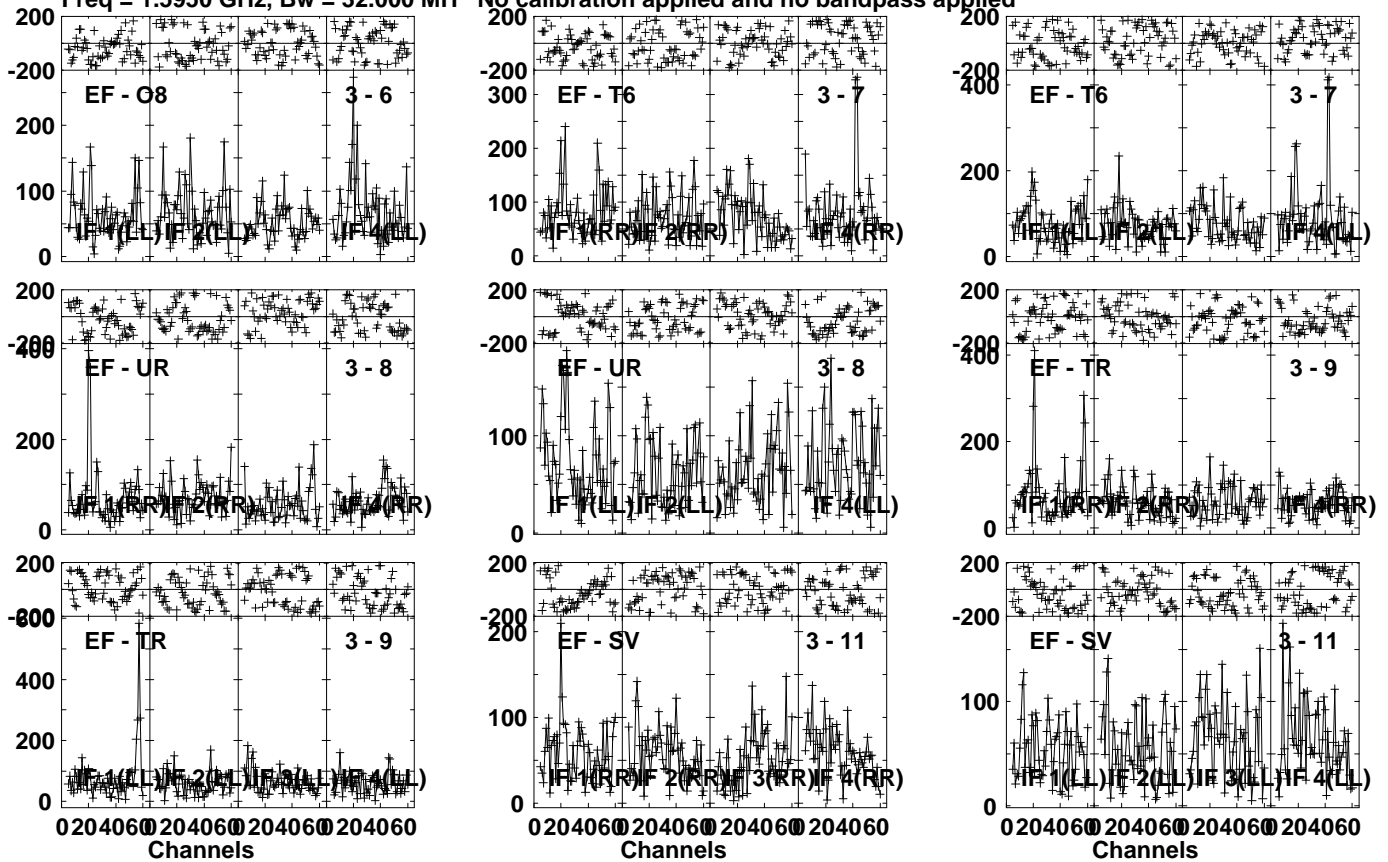 Freq = 1.5950 GHz, Bw = 32.000 MH No calibration applied and no bandpass applied
200 200 200
-200 -200 -200
EF - O8 3 - 6 EF - T6 3 - 7 EF - T6 3 - 7
300 400
200 200
200
100 100
0 0 0
IF 1(LL) IF 2(LL) IF 4(LL) IF 1(RR) IF 2(RR) IF 4(RR) IF 1(LL) IF 2(LL) IF 4(LL)
200 200 200
-200 -200 -200
400 400
EF - UR 3 - 8 EF - UR 3 - 8 EF - TR 3 - 9
200 100 200
0 0 0
IF 1(RR) IF 2(RR) IF 4(RR) IF 1(LL) IF 2(LL) IF 4(LL) IF 1(RR) IF 2(RR) IF 4(RR)
200 200 200
-200 -200 -200
600 200
EF - TR 3 - 9 EF - SV 3 - 11 EF - SV 3 - 11
400
200 100 100
0 0 0
IF 1(LL) IF 2(LL) IF 3(LL) IF 4(LL) IF 1(RR) IF 2(RR) IF 3(RR) IF 4(RR) IF 1(LL) IF 2(LL) IF 3(LL) IF 4(LL)
0 20 40 60 0 20 40 60 0 20 40 60 0 20 40 60 0 20 40 60 0 20 40 60 0 20 40 60 0 20 40 60 0 20 40 60 0 20 40 60 0 20 40 60 0 20 40 60
Channels Channels Channels